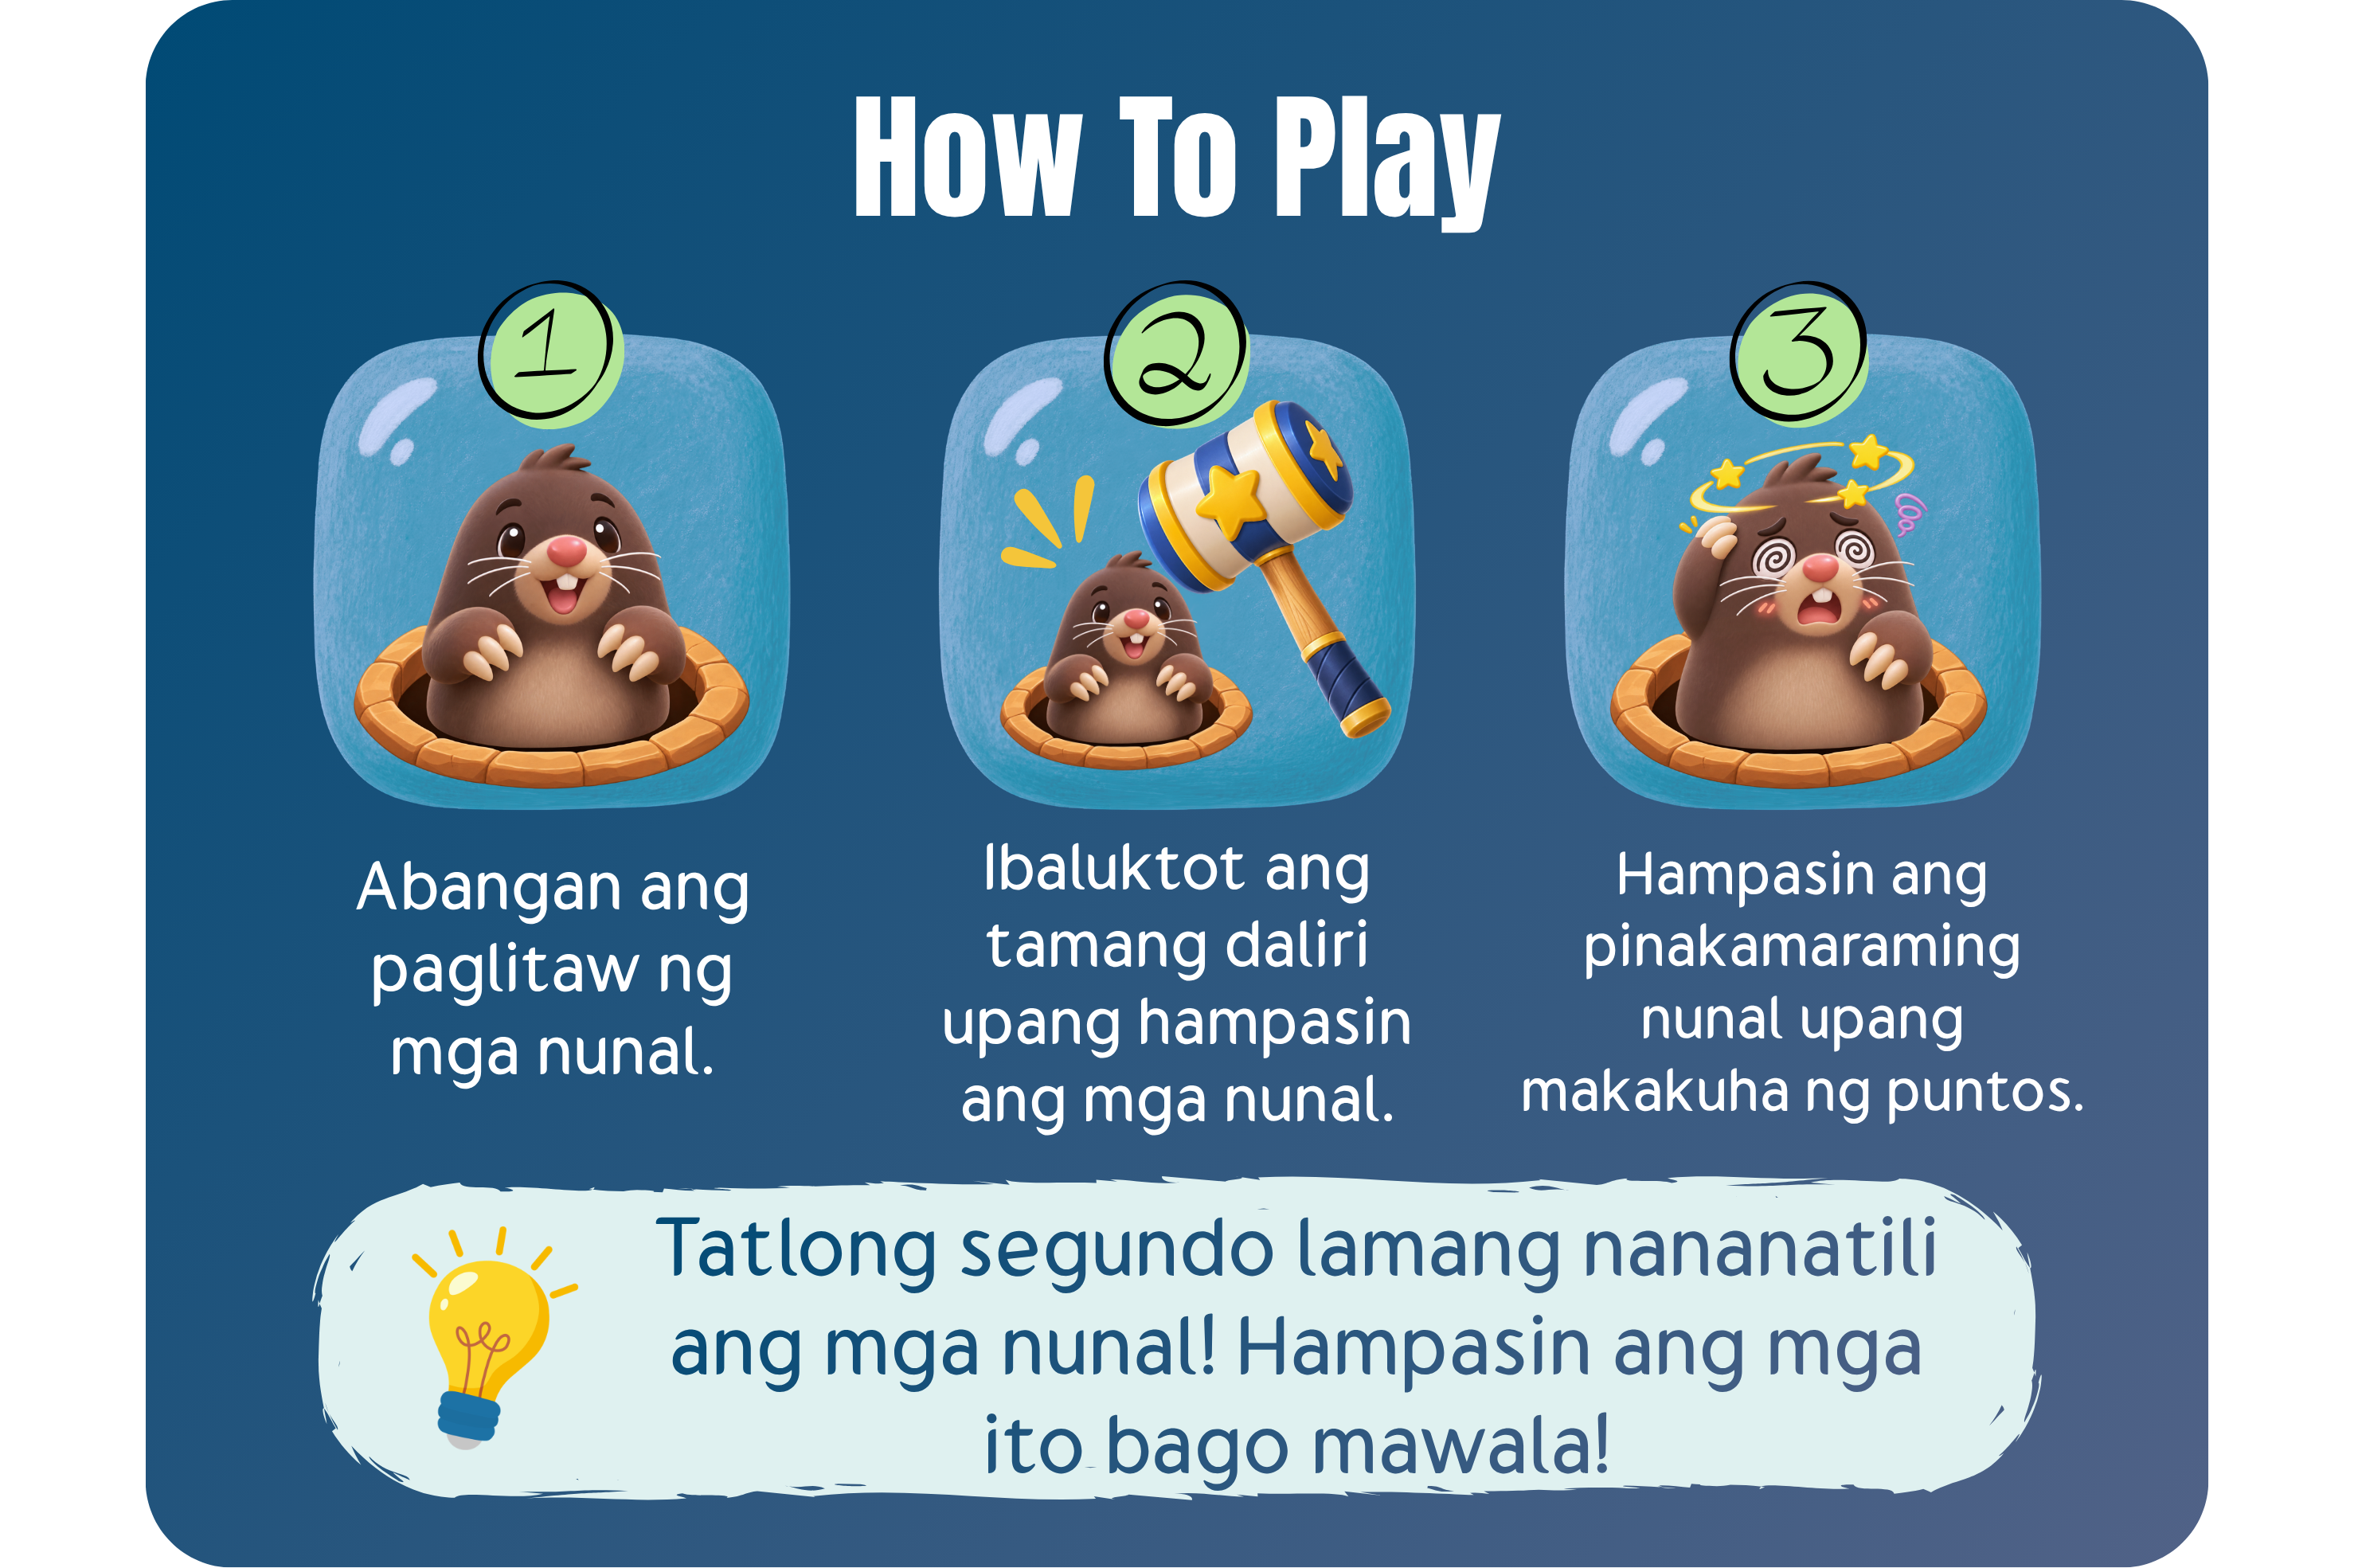 How To Play
1
Abangan ang
paglitaw ng
mga nunal.
2
Ibaluktot ang
tamang daliri
upang hampasin
ang mga nunal.
3
Hampasin ang
pinakamaraming
nunal upang
makakuha ng puntos.
Tatlong segundo lamang nananatili
ang mga nunal! Hampasin ang mga
ito bago mawala!